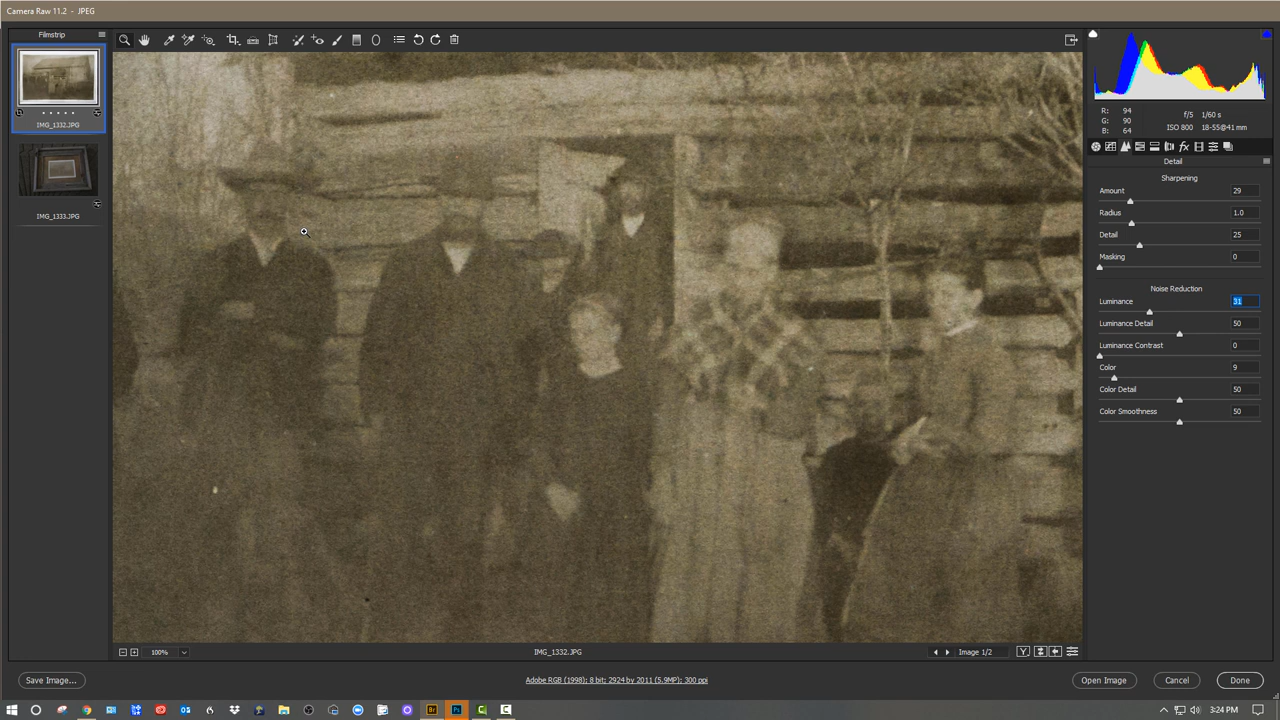 Camera Raw 11.2 - JPEG
Filmstrip
IMG_1332.JPG
IMG_1333.JPG
R: 94
G: 90
B: 64
f/5 1/60 s
ISO 800 18-55@41 mm
Detail
Sharpening
Amount 29
Radius 1.0
Detail 25
Masking 0
Noise Reduction
Luminance 31
Luminance Detail 50
Luminance Contrast 0
Color 9
Color Detail 50
Color Smoothness 50
100%
IMG_1332.JPG
Image 1/2
Y
Save Image...
Adobe RGB (1998); 8 bit; 2924 by 2011 (5.9MP); 300 ppi
Open Image
Cancel
Done
Br
Ps
3:24 PM